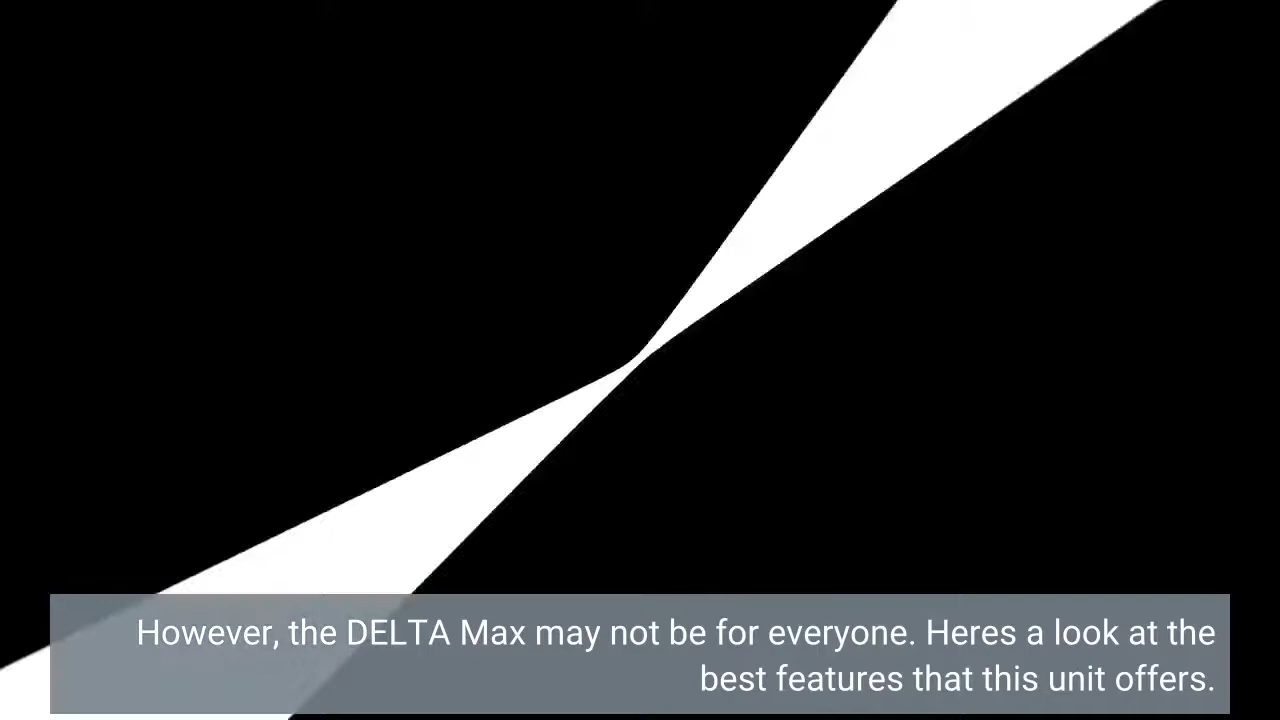 However, the DELTA Max may not be for everyone. Heres a look at the
best features that this unit offers.